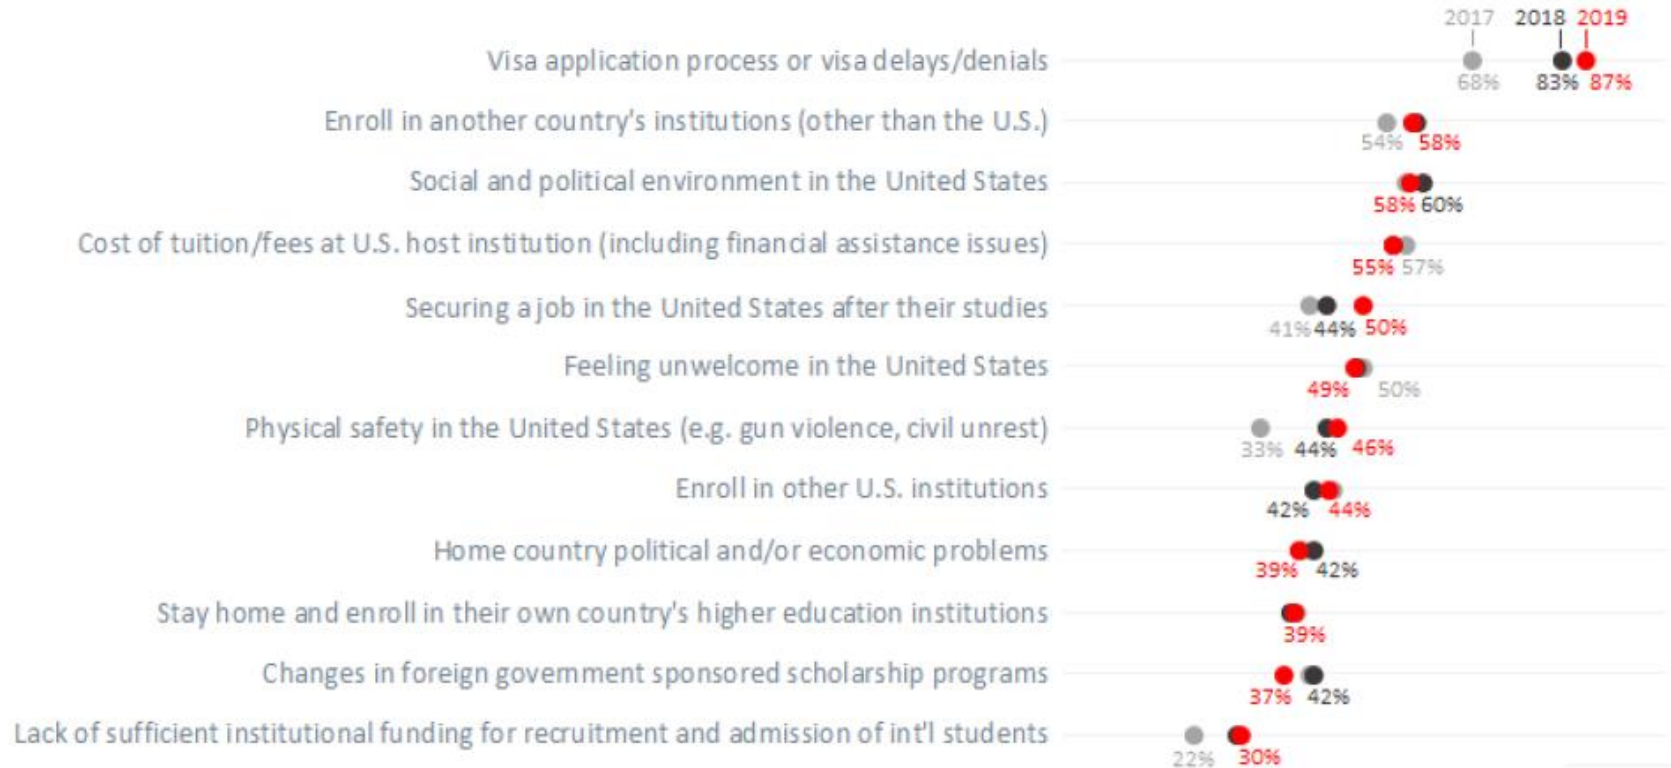 2017 2018 2019
Visa application process or visa delays/denials
68% 83% 87%
Enroll in another country's institutions (other than the U.S.)
54% 58%
Social and political environment in the United States
58% 60%
Cost of tuition/fees at U.S. host institution (including financial assistance issues)
55% 57%
Securing a job in the United States after their studies
41% 44% 50%
Feeling unwelcome in the United States
49% 50%
Physical safety in the United States (e.g. gun violence, civil unrest)
33% 44% 46%
Enroll in other U.S. institutions
42% 44%
Home country political and/or economic problems
39% 42%
Stay home and enroll in their own country's higher education institutions
39%
Changes in foreign government sponsored scholarship programs
37% 42%
Lack of sufficient institutional funding for recruitment and admission of int'l students
22% 30%